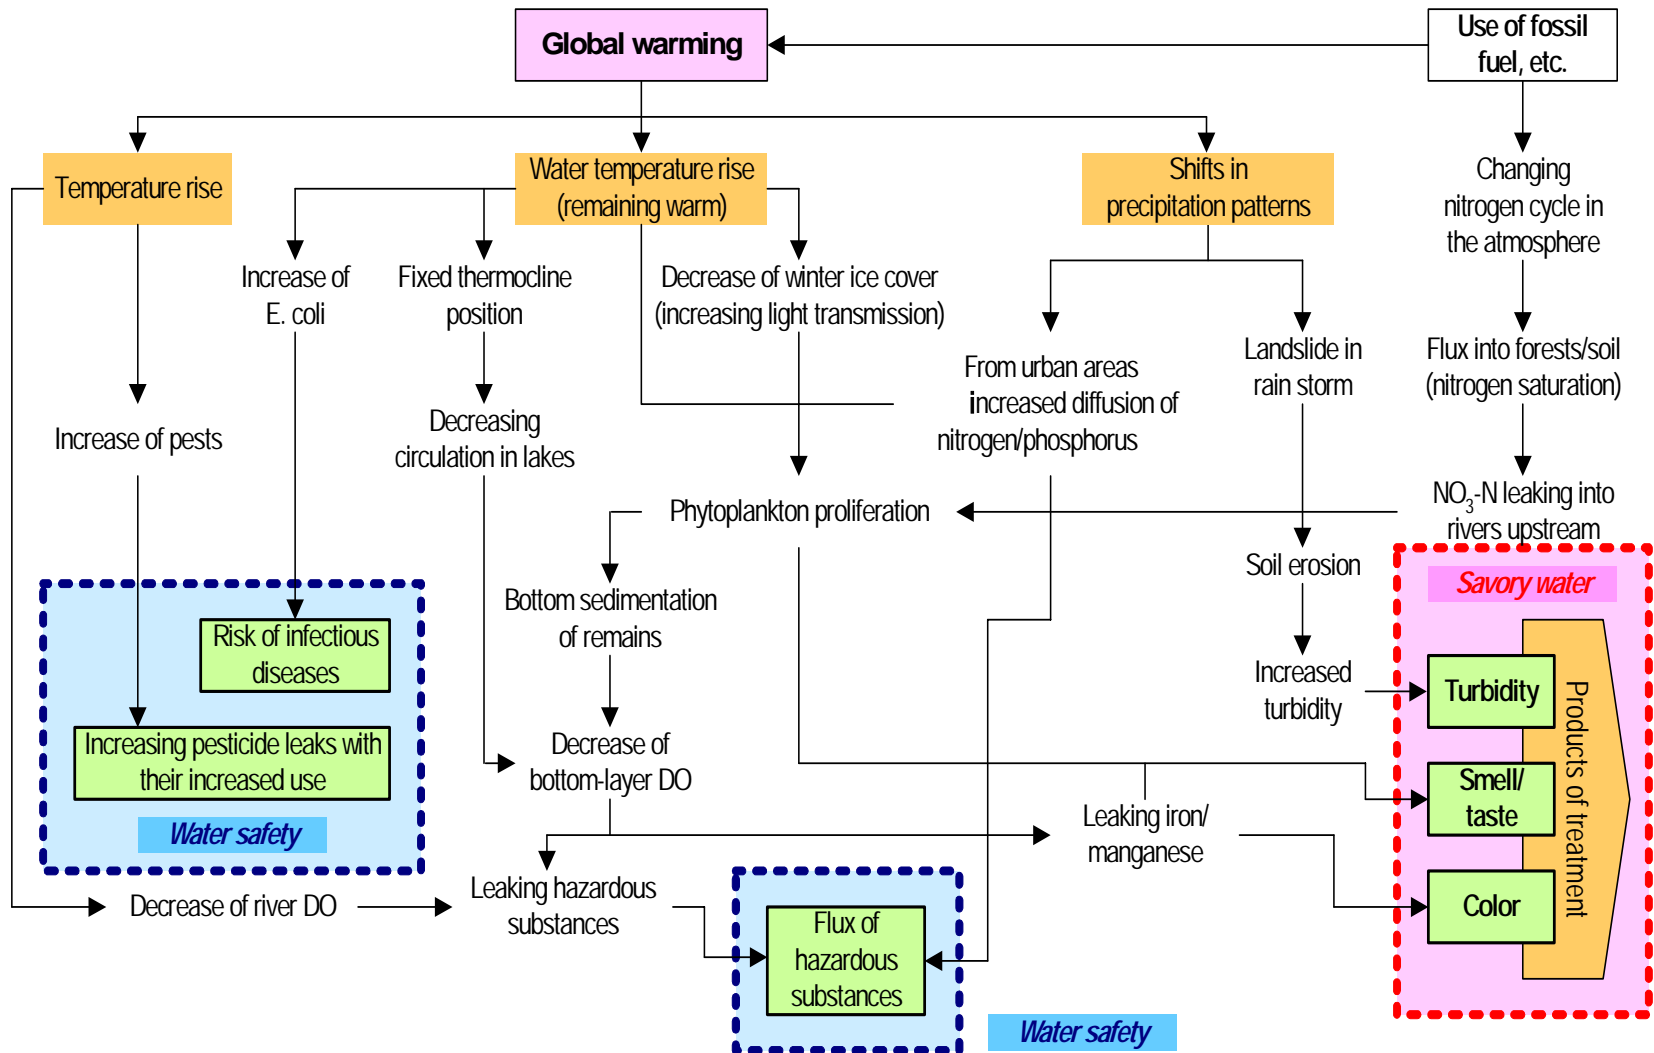 Global warming
Use of fossil
fuel, etc.
Temperature rise
Water temperature rise
(remaining warm)
Shifts in
precipitation patterns
Changing
nitrogen cycle in
the atmosphere
Increase of
E. coli
Fixed thermocline
position
Decrease of winter ice cover
(increasing light transmission)
From urban areas
increased diffusion of
nitrogen/phosphorus
Landslide in
rain storm
Flux into forests/soil
(nitrogen saturation)
Increase of pests
Decreasing
circulation in lakes
Phytoplankton proliferation
NO₃-N leaking into
rivers upstream
Soil erosion
Savory water
Bottom sedimentation
of remains
Risk of infectious
diseases
Increased
turbidity
Turbidity
Products of treatment
Increasing pesticide leaks with
their increased use
Decrease of
bottom-layer DO
Smell/
taste
Water safety
Leaking iron/
manganese
Decrease of river DO
Leaking hazardous
substances
Color
Flux of
hazardous
substances
Water safety